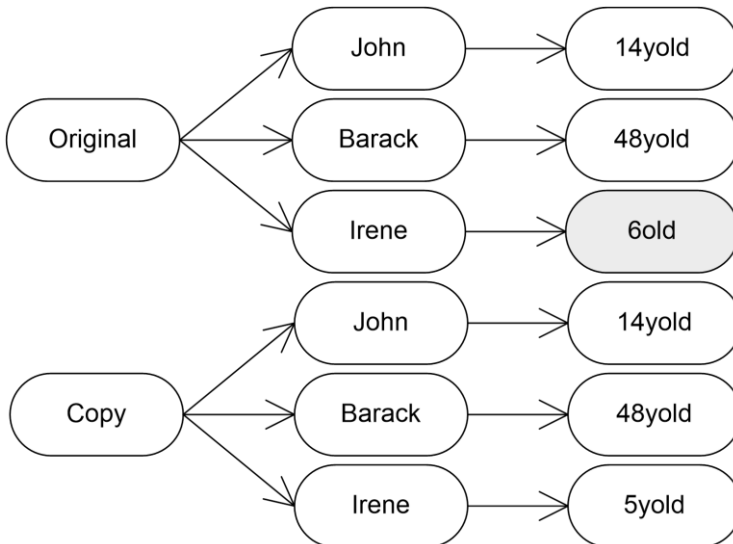 John
14yold
Original
Barack
48yold
Irene
6old
John
14yold
Copy
Barack
48yold
Irene
5yold